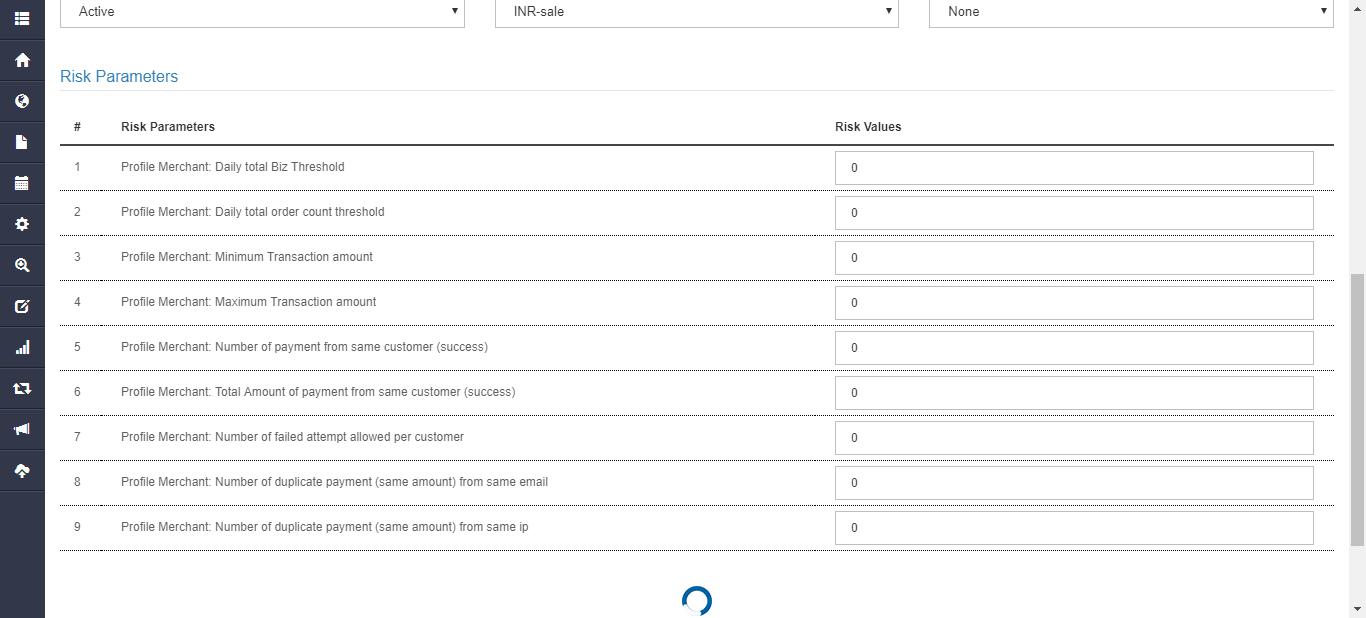 Active INR-sale None
Risk Parameters
# Risk Parameters Risk Values
1 Profile Merchant: Daily total Biz Threshold 0
2 Profile Merchant: Daily total order count threshold 0
3 Profile Merchant: Minimum Transaction amount 0
4 Profile Merchant: Maximum Transaction amount 0
5 Profile Merchant: Number of payment from same customer (success) 0
6 Profile Merchant: Total Amount of payment from same customer (success) 0
7 Profile Merchant: Number of failed attempt allowed per customer 0
8 Profile Merchant: Number of duplicate payment (same amount) from same email 0
9 Profile Merchant: Number of duplicate payment (same amount) from same ip 0